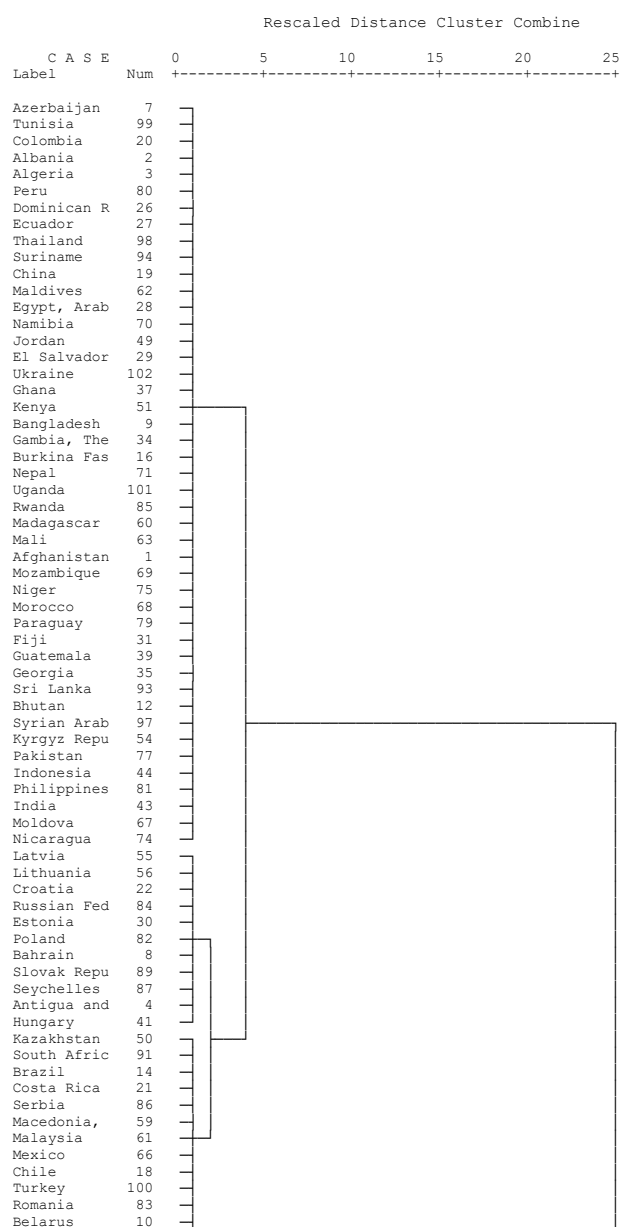 Rescaled Distance Cluster Combine
C A S E 0 5 10 15 20 25
Label Num +---------+---------+---------+---------+---------+
Azerbaijan 7
Tunisia 99
Colombia 20
Albania 2
Algeria 3
Peru 80
Dominican R 26
Ecuador 27
Thailand 98
Suriname 94
China 19
Maldives 62
Egypt, Arab 28
Namibia 70
Jordan 49
El Salvador 29
Ukraine 102
Ghana 37
Kenya 51
Bangladesh 9
Gambia, The 34
Burkina Fas 16
Nepal 71
Uganda 101
Rwanda 85
Madagascar 60
Mali 63
Afghanistan 1
Mozambique 69
Niger 75
Morocco 68
Paraguay 79
Fiji 31
Guatemala 39
Georgia 35
Sri Lanka 93
Bhutan 12
Syrian Arab 97
Kyrgyz Repu 54
Pakistan 77
Indonesia 44
Philippines 81
India 43
Moldova 67
Nicaragua 74
Latvia 55
Lithuania 56
Croatia 22
Russian Fed 84
Estonia 30
Poland 82
Bahrain 8
Slovak Repu 89
Seychelles 87
Antigua and 4
Hungary 41
Kazakhstan 50
South Afric 91
Brazil 14
Costa Rica 21
Serbia 86
Macedonia, 59
Malaysia 61
Mexico 66
Chile 18
Turkey 100
Romania 83
Belarus 10